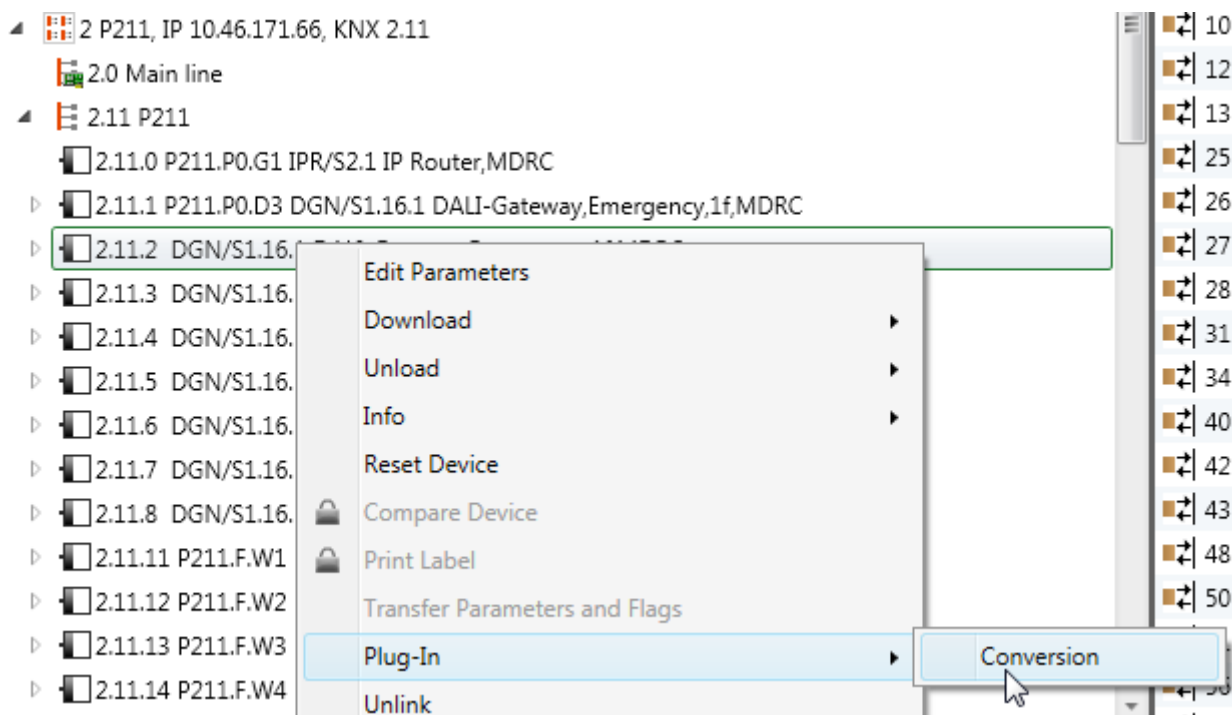 2 P211, IP 10.46.171.66, KNX 2.11
2.0 Main line
2.11 P211
2.11.0 P211.P0.G1 IPR/S2.1 IP Router,MDRC
2.11.1 P211.P0.D3 DGN/S1.16.1 DALI-Gateway,Emergency,1f,MDRC
2.11.2 DGN/S1.16.
2.11.3 DGN/S1.16.
2.11.4 DGN/S1.16.
2.11.5 DGN/S1.16.
2.11.6 DGN/S1.16.
2.11.7 DGN/S1.16.
2.11.8 DGN/S1.16.
2.11.11 P211.F.W1
2.11.12 P211.F.W2
2.11.13 P211.F.W3
2.11.14 P211.F.W4
Edit Parameters
Download
Unload
Info
Reset Device
Compare Device
Print Label
Transfer Parameters and Flags
Plug-In
Unlink
Conversion
10
12
13
25
26
27
28
31
34
40
42
43
48
50